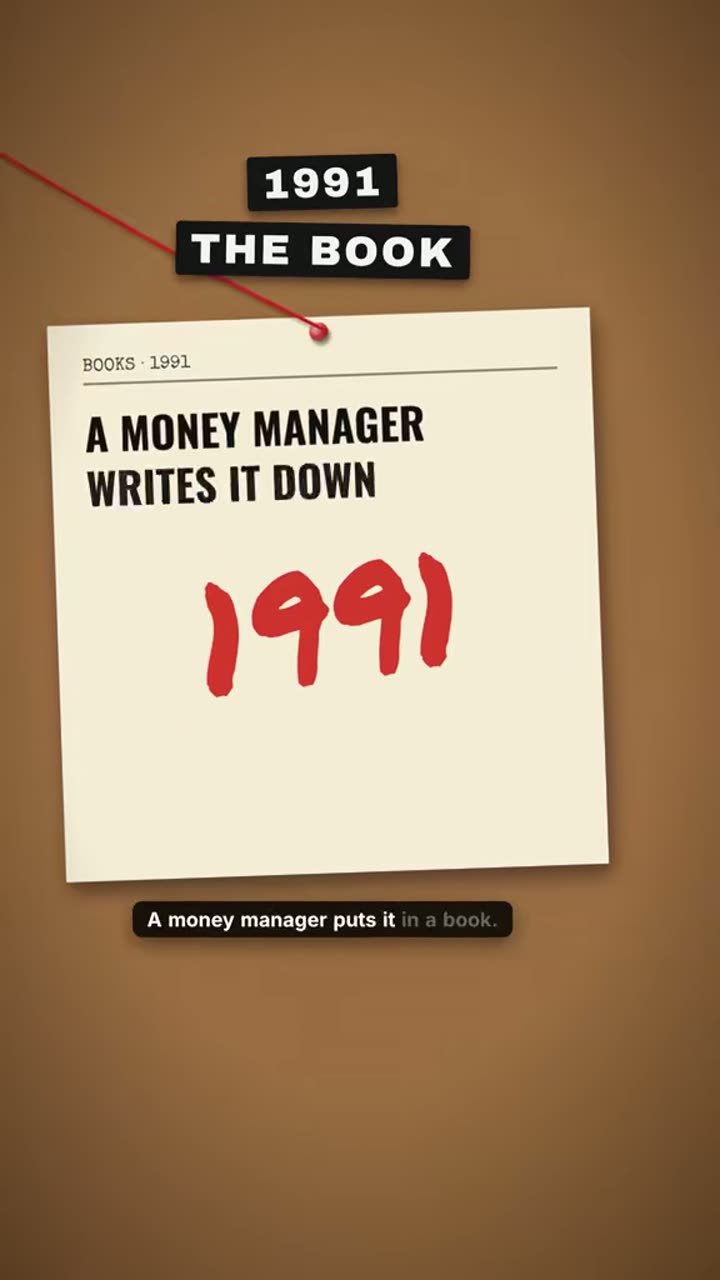 1991
THE BOOK
BOOKS · 1991
A MONEY MANAGER
WRITES IT DOWN
1991
A money manager puts it in a book.